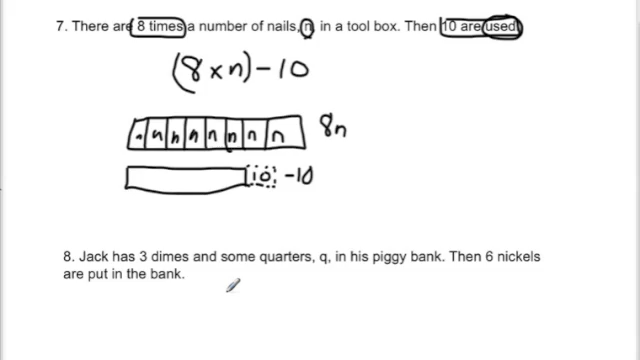 7. There are 8 times a number of nails, n, in a tool box. Then 10 are used.
(8 x n) - 10
n n n n n n n n 8n
10 -10
8. Jack has 3 dimes and some quarters, q, in his piggy bank. Then 6 nickels
are put in the bank.